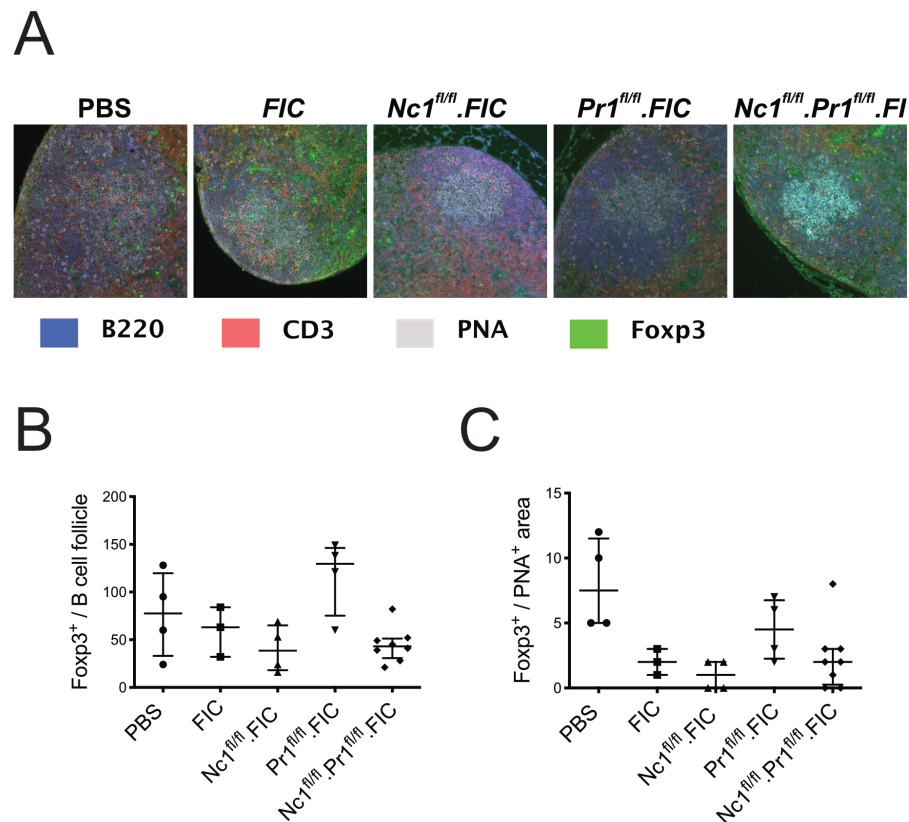 A
PBS FIC Nc1fl/fl.FIC Pr1fl/fl.FIC Nc1fl/fl.Pr1fl/fl.FI
B220 CD3 PNA Foxp3
B
Foxp3+ / B cell follicle
200
150
100
50
0
PBS FIC Nc1fl/fl.FIC Pr1fl/fl.FIC Nc1fl/fl.Pr1fl/fl.FIC
C
Foxp3+ / PNA+ area
15
10
5
0
PBS FIC Nc1fl/fl.FIC Pr1fl/fl.FIC Nc1fl/fl.Pr1fl/fl.FIC